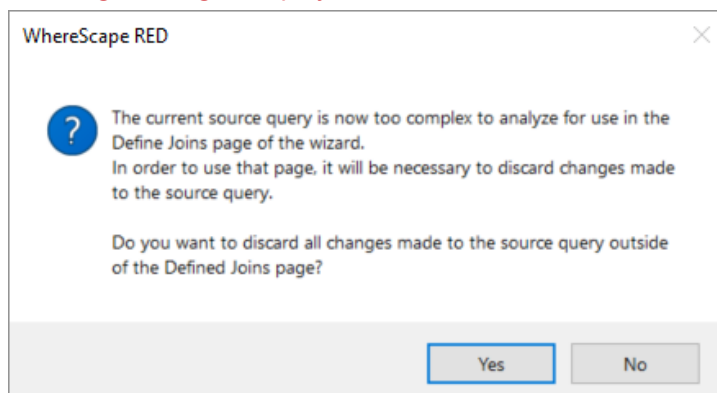 WhereScape RED
The current source query is now too complex to analyze for use in the
Define Joins page of the wizard.
In order to use that page, it will be necessary to discard changes made
to the source query.
Do you want to discard all changes made to the source query outside
of the Defined Joins page?
Yes No